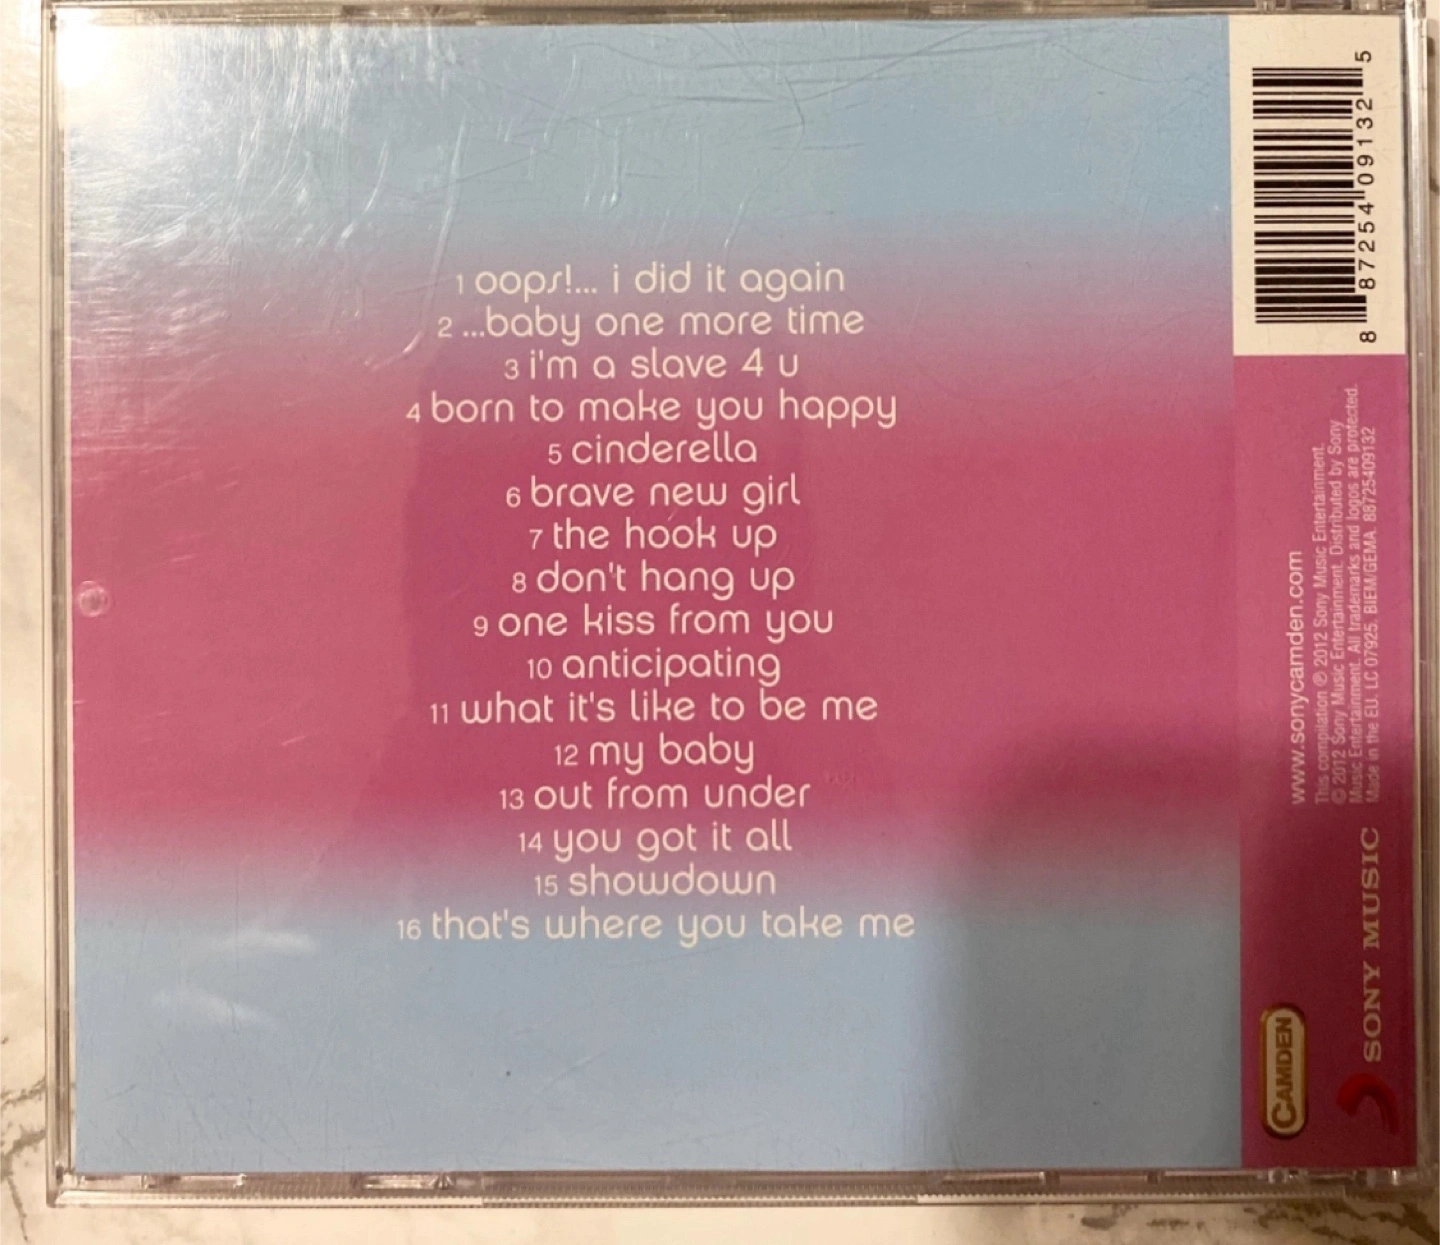 1 oops!... i did it again
2 ...baby one more time
3 i'm a slave 4 u
4 born to make you happy
5 cinderella
6 brave new girl
7 the hook up
8 don't hang up
9 one kiss from you
10 anticipating
11 what it's like to be me
12 my baby
13 out from under
14 you got it all
15 showdown
16 that's where you take me
8 87254 09132 5
www.sonycamden.com
This compilation ℗ 2012 Sony Music Entertainment.
© 2012 Sony Music Entertainment. Distributed by Sony
Music Entertainment. All trademarks and logos are protected.
Made in the EU. LC 07925. BIEM/GEMA. 88725409132
CAMDEN
SONY MUSIC